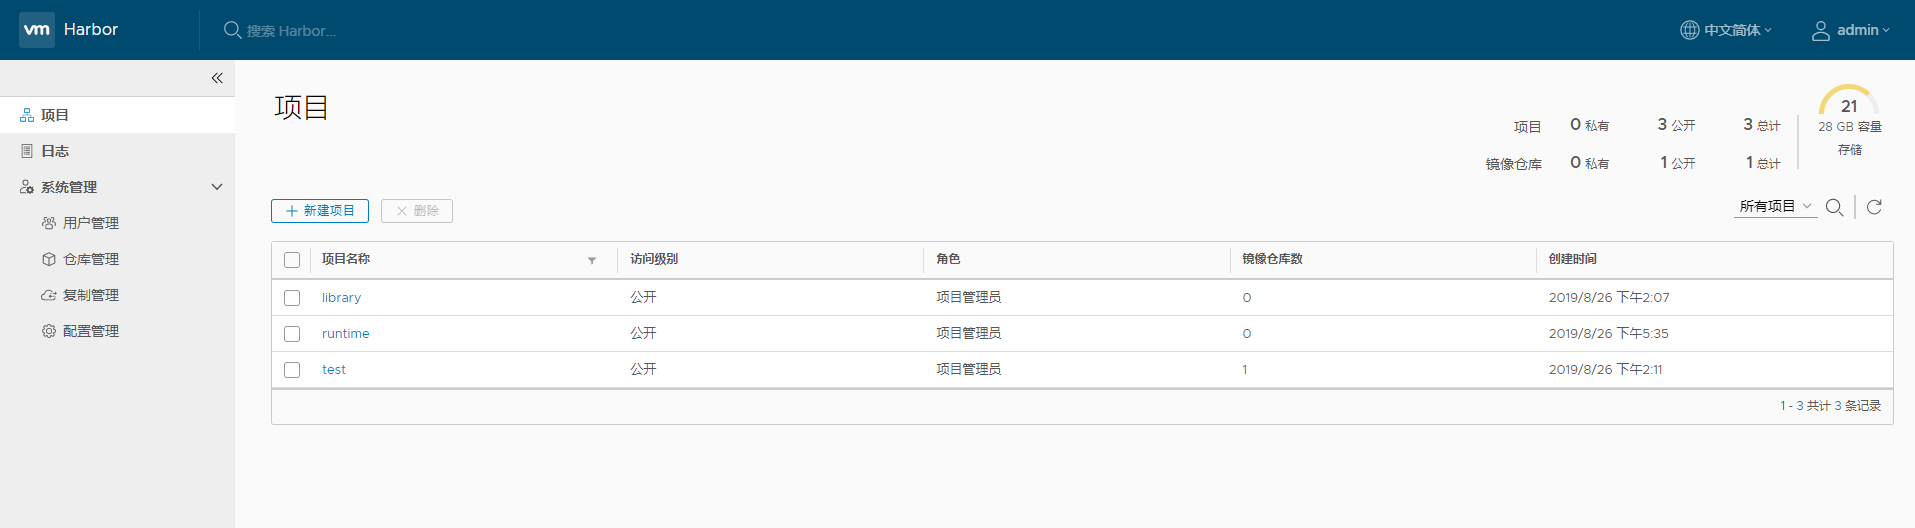 vm Harbor 搜索 Harbor... 中文简体 admin
项目
日志
系统管理
用户管理
仓库管理
复制管理
配置管理
项目
项目 0 私有 3 公开 3 总计
镜像仓库 0 私有 1 公开 1 总计
21
28 GB 容量
存储
新建项目 删除 所有项目
项目名称 访问级别 角色 镜像仓库数 创建时间
library 公开 项目管理员 0 2019/8/26 下午2:07
runtime 公开 项目管理员 0 2019/8/26 下午5:35
test 公开 项目管理员 1 2019/8/26 下午2:11
1 - 3 共计 3 条记录